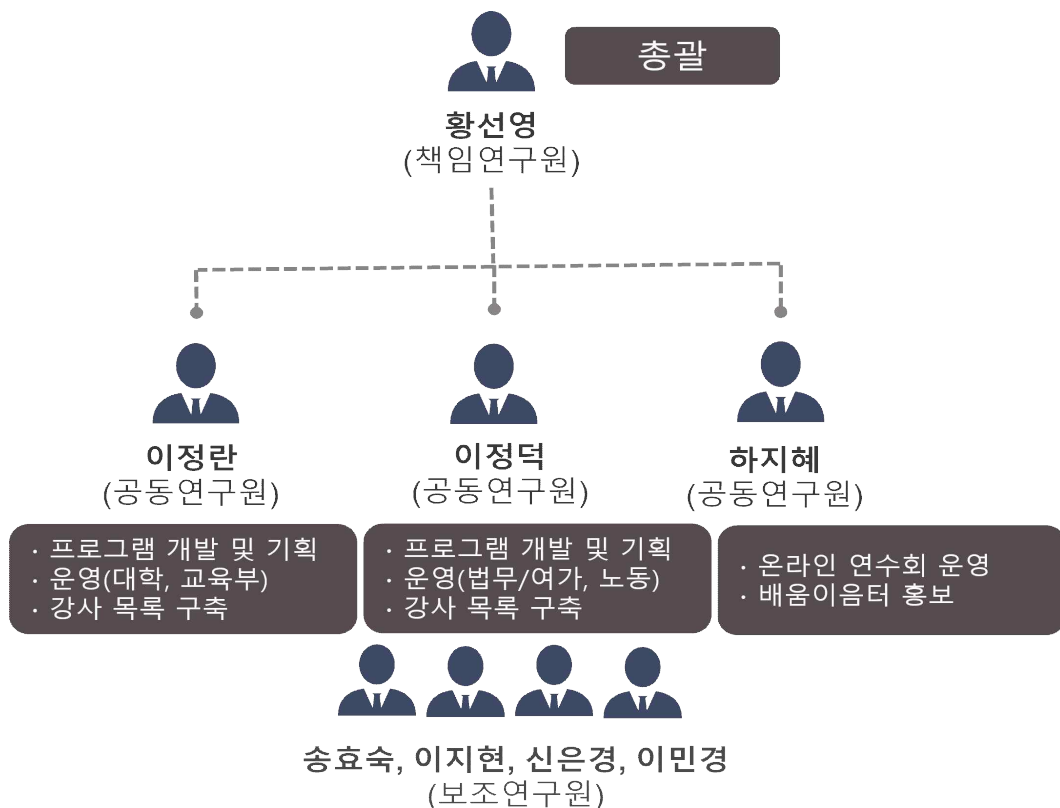 총괄
황선영
(책임연구원)
이정란
(공동연구원)
· 프로그램 개발 및 기획
· 운영(대학, 교육부)
· 강사 목록 구축
이정덕
(공동연구원)
· 프로그램 개발 및 기획
· 운영(법무/여가, 노동)
· 강사 목록 구축
하지혜
(공동연구원)
· 온라인 연수회 운영
· 배움이음터 홍보
송효숙, 이지현, 신은경, 이민경
(보조연구원)